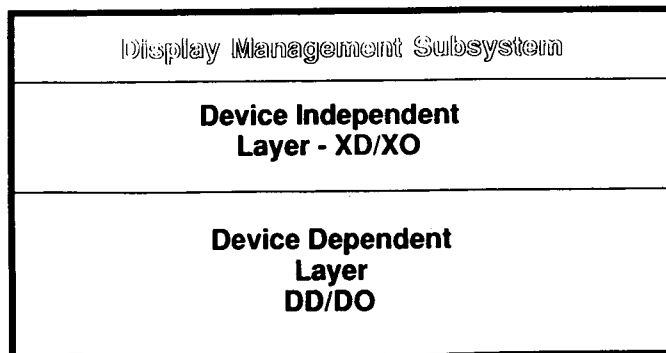 Display Management Subsystem
Device Independent
Layer - XD/XO
Device Dependent
Layer
DD/DO